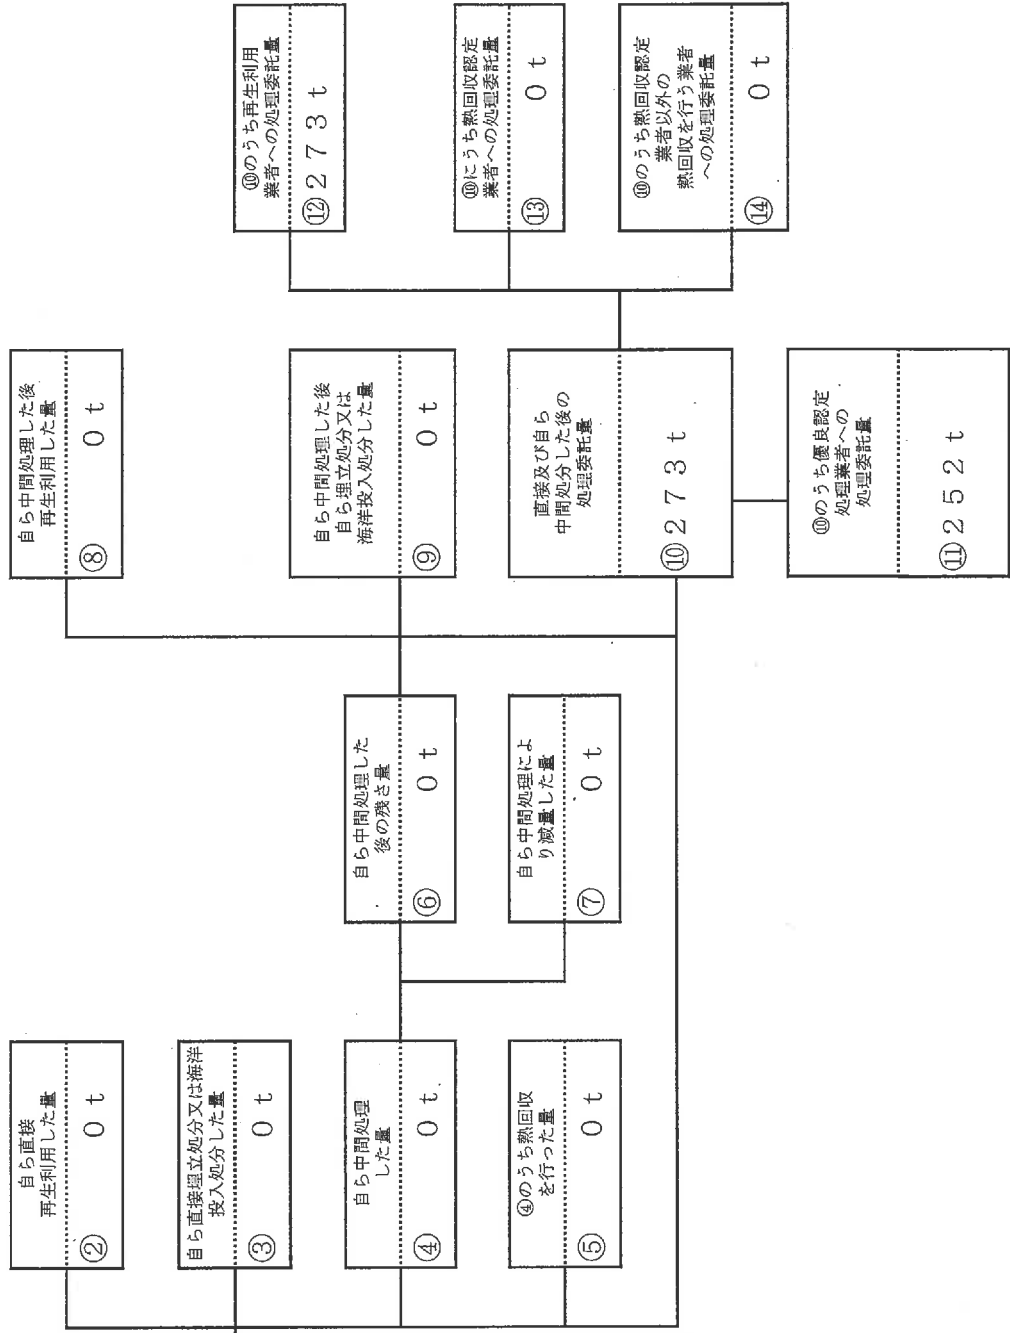 自ら直接
再生利用した量
② 0 t
自ら直接埋立処分又は海洋
投入処分した量
③ 0 t
自ら中間処理
した量
④ 0 t
④のうち熱回収
を行った量
⑤ 0 t
自ら中間処理した
後の残さ量
⑥ 0 t
自ら中間処理によ
り減量した量
⑦ 0 t
自ら中間処理した後
再生利用した量
⑧ 0 t
自ら中間処理した後
自ら埋立処分又は
海洋投入処分した量
⑨ 0 t
直接及び自ら
中間処分した後の
処理委託量
⑩ 273 t
⑩のうち優良認定
処理業者への
処理委託量
⑪ 252 t
⑩のうち再生利用
業者への処理委託量
⑫ 273 t
⑩にうち熱回収認定
業者への処理委託量
⑬ 0 t
⑩のうち熱回収認定
業者以外の
熱回収を行う業者
への処理委託量
⑭ 0 t